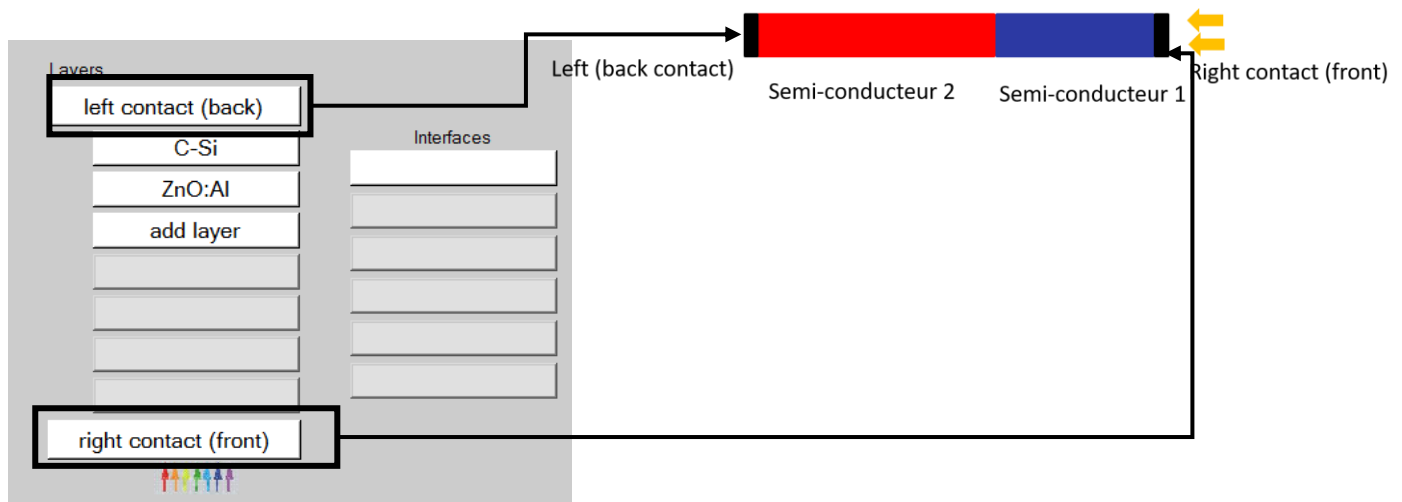 Layers
left contact (back)
C-Si
ZnO:Al
add layer
right contact (front)
Interfaces
Left (back contact)
Semi-conducteur 2
Semi-conducteur 1
Right contact (front)